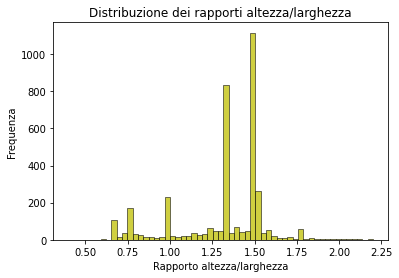 Distribuzione dei rapporti altezza/larghezza
Frequenza
1000
800
600
400
200
0
0.50 0.75 1.00 1.25 1.50 1.75 2.00 2.25
Rapporto altezza/larghezza